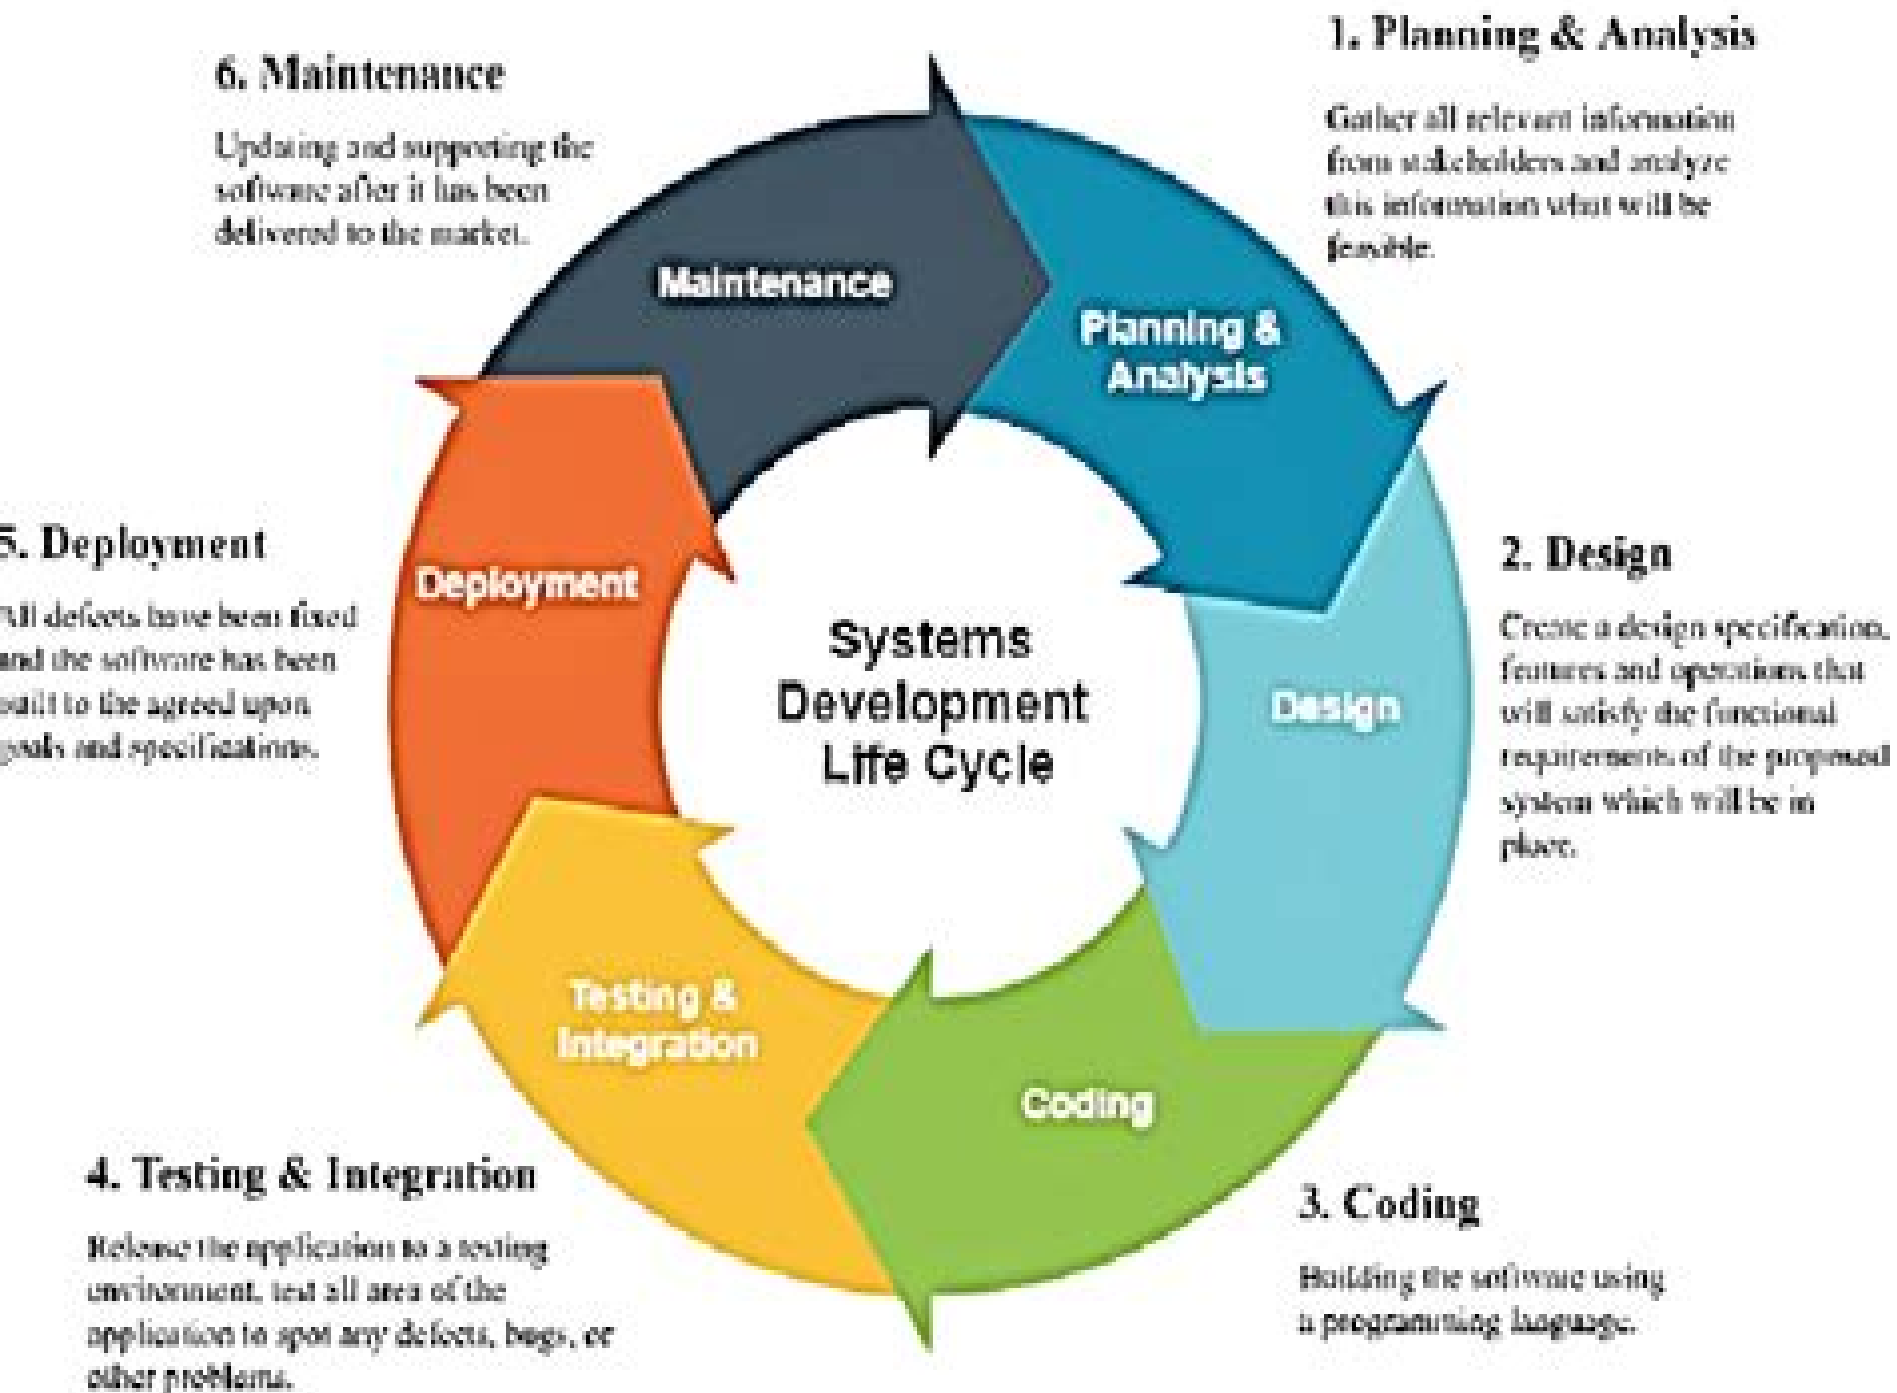 1. Planning & Analysis
Gather all relevant information
from stakeholders and analyze
this information what will be
feasible.
2. Design
Create a design specification,
features and operations that
will satisfy the functional
requirements of the proposed
system which will be in
place.
3. Coding
Building the software using
a programming language.
4. Testing & Integration
Release the application to a testing
environment, test all area of the
application to spot any defects, bugs, or
other problems.
5. Deployment
All defects have been fixed
and the software has been
built to the agreed upon
goals and specifications.
6. Maintenance
Updating and supporting the
software after it has been
delivered to the market.
Maintenance
Planning &
Analysis
Design
Coding
Testing &
Integration
Deployment
Systems
Development
Life Cycle